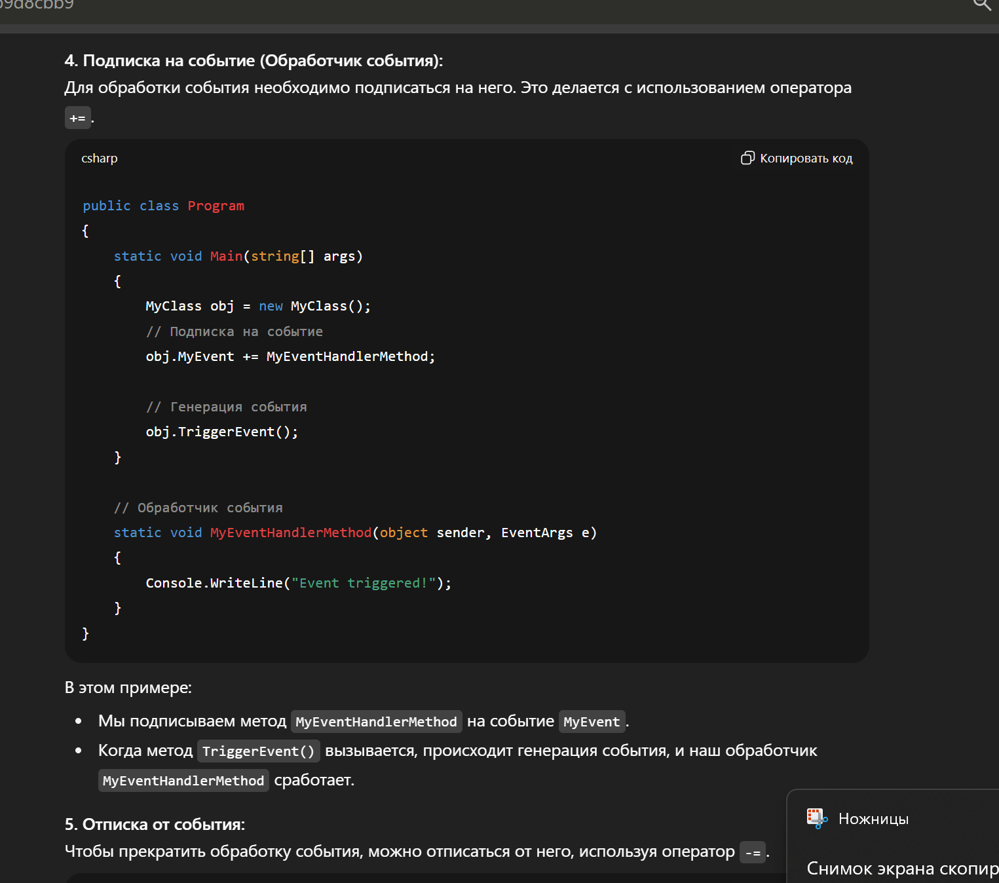 4. Подписка на событие (Обработчик события):
Для обработки события необходимо подписаться на него. Это делается с использованием оператора
+= .
csharp
Копировать код
public class Program
{
static void Main(string[] args)
{
MyClass obj = new MyClass();
// Подписка на событие
obj.MyEvent += MyEventHandlerMethod;
// Генерация события
obj.TriggerEvent();
}
// Обработчик события
static void MyEventHandlerMethod(object sender, EventArgs e)
{
Console.WriteLine("Event triggered!");
}
}
В этом примере:
• Мы подписываем метод MyEventHandlerMethod на событие MyEvent .
• Когда метод TriggerEvent() вызывается, происходит генерация события, и наш обработчик
MyEventHandlerMethod сработает.
5. Отписка от события:
Чтобы прекратить обработку события, можно отписаться от него, используя оператор -= .
Ножницы
Снимок экрана скопир